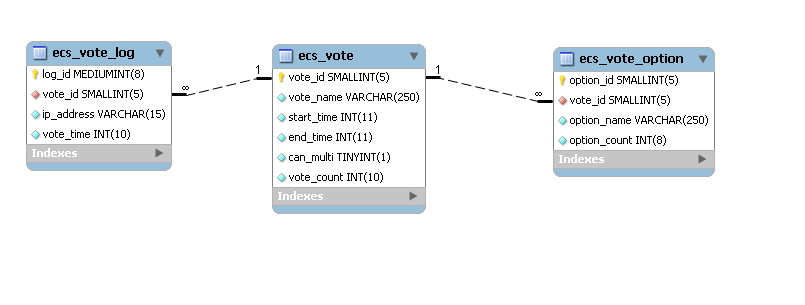 ecs_vote_log
log_id MEDIUMINT(8)
vote_id SMALLINT(5)
ip_address VARCHAR(15)
vote_time INT(10)
Indexes
∞
1
ecs_vote
vote_id SMALLINT(5)
vote_name VARCHAR(250)
start_time INT(11)
end_time INT(11)
can_multi TINYINT(1)
vote_count INT(10)
Indexes
1
∞
ecs_vote_option
option_id SMALLINT(5)
vote_id SMALLINT(5)
option_name VARCHAR(250)
option_count INT(8)
Indexes